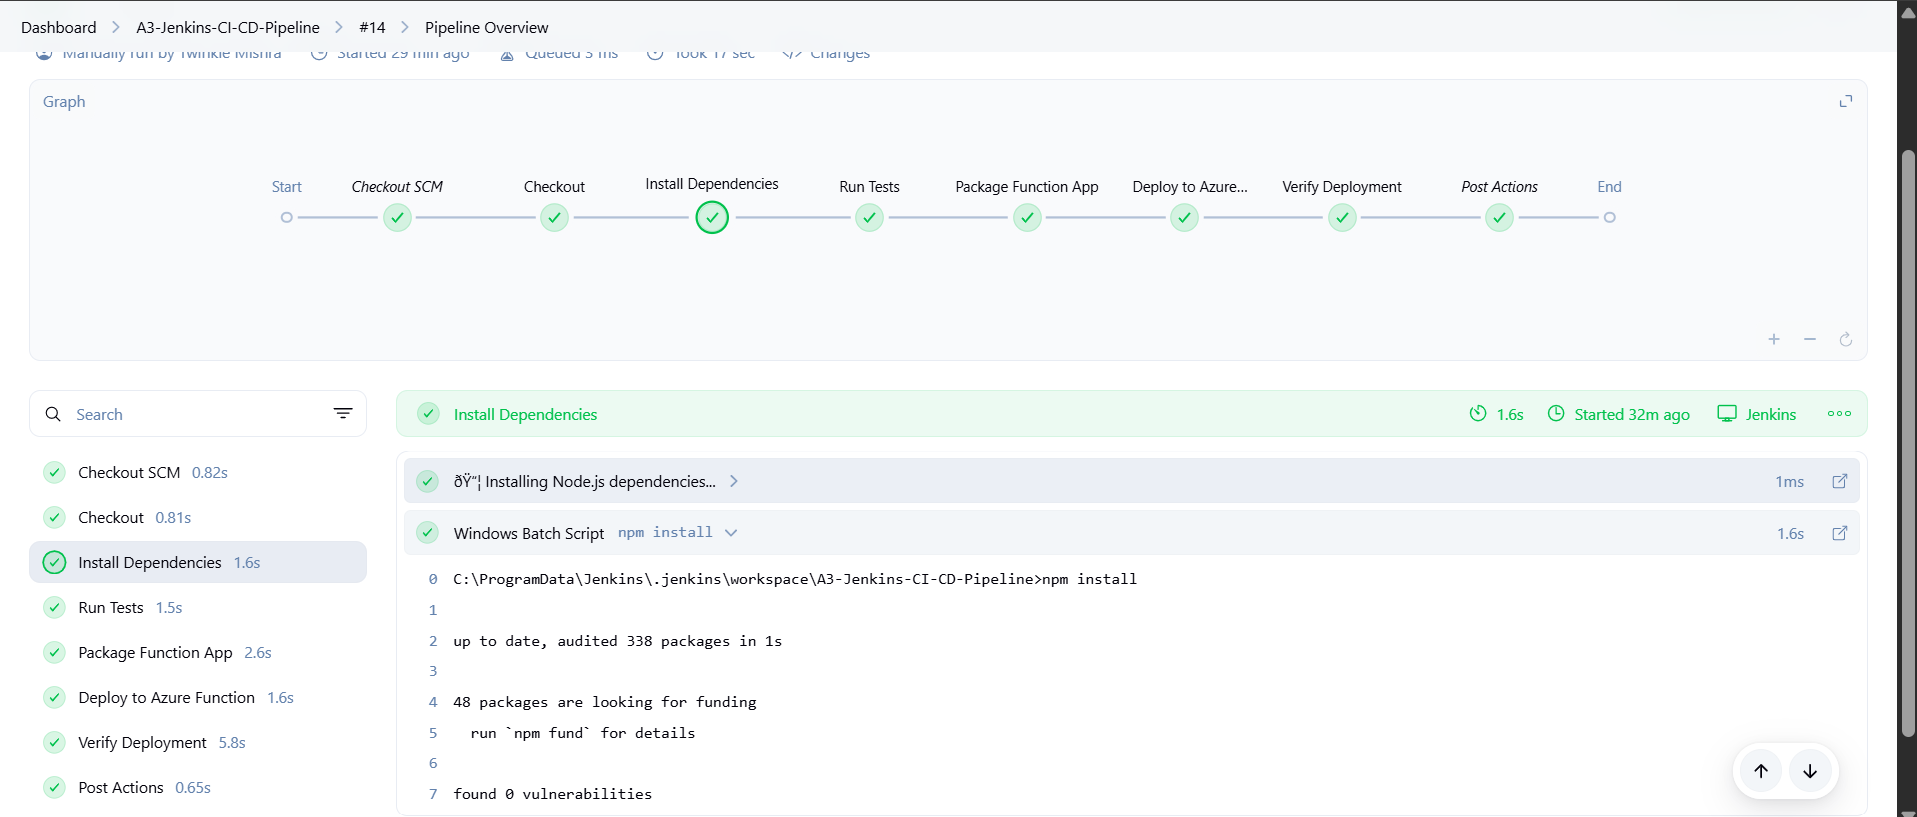 Dashboard > A3-Jenkins-CI-CD-Pipeline > #14 > Pipeline Overview
Manually run by Twinkle Mishra Started 29 min ago Queued 3 ms Took 17 sec Changes
Graph
Start Checkout SCM Checkout Install Dependencies Run Tests Package Function App Deploy to Azure... Verify Deployment Post Actions End
Search
Checkout SCM 0.82s
Checkout 0.81s
Install Dependencies 1.6s
Run Tests 1.5s
Package Function App 2.6s
Deploy to Azure Function 1.6s
Verify Deployment 5.8s
Post Actions 0.65s
Install Dependencies 1.6s Started 32m ago Jenkins
ðŸ“¦ Installing Node.js dependencies... 1ms
Windows Batch Script npm install 1.6s
0 C:\ProgramData\Jenkins\.jenkins\workspace\A3-Jenkins-CI-CD-Pipeline>npm install
1
2 up to date, audited 338 packages in 1s
3
4 48 packages are looking for funding
5 run `npm fund` for details
6
7 found 0 vulnerabilities